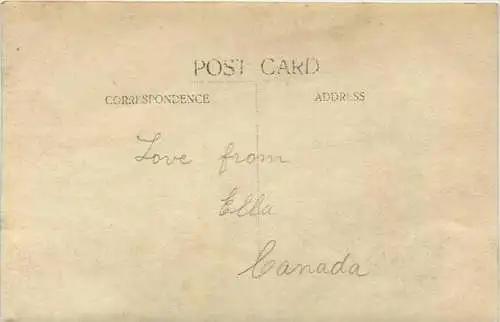 POST CARD
CORRESPONDENCE
ADDRESS
Love from
Ella
Canada